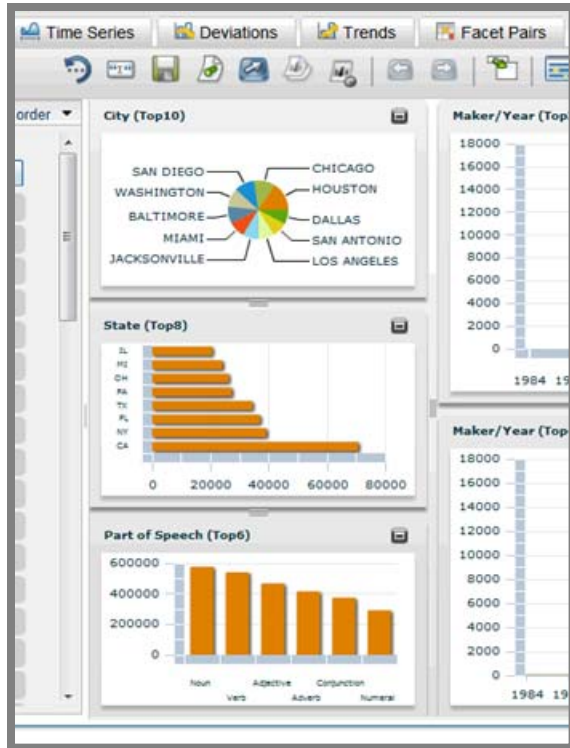 Time Series
Deviations
Trends
Facet Pairs
order
City (Top10)
SAN DIEGO
WASHINGTON
BALTIMORE
MIAMI
JACKSONVILLE
CHICAGO
HOUSTON
DALLAS
SAN ANTONIO
LOS ANGELES
State (Top8)
IL
MI
OH
PA
TX
FL
NY
CA
0 20000 40000 60000 80000
Part of Speech (Top6)
600000
400000
200000
0
Noun
Verb
Adjective
Adverb
Conjunction
Numeral
Maker/Year (Top
18000
16000
14000
12000
10000
8000
6000
4000
2000
0
1984 19
Maker/Year (Top
18000
16000
14000
12000
10000
8000
6000
4000
2000
0
1984 19